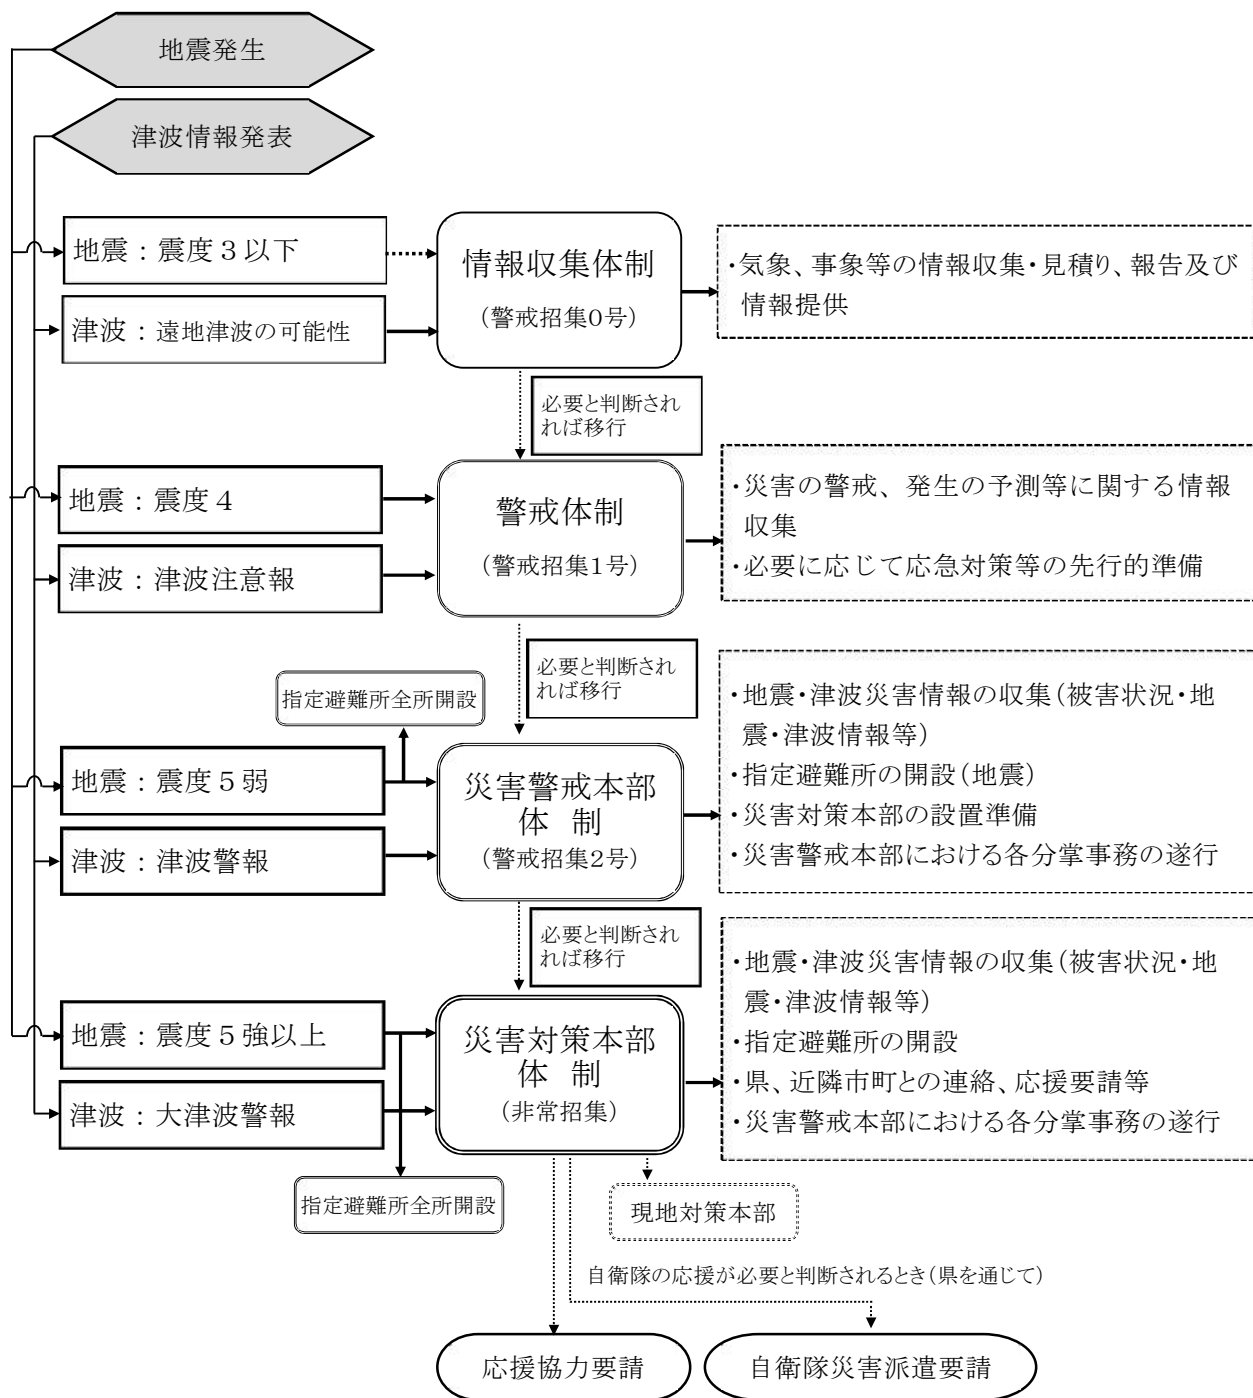 地震発生
津波情報発表
地震：震度３以下
津波：遠地津波の可能性
情報収集体制
（警戒招集０号）
・気象、事象等の情報収集・見積り、報告及び
情報提供
必要と判断され
れば移行
地震：震度４
津波：津波注意報
警戒体制
（警戒招集１号）
・災害の警戒、発生の予測等に関する情報
収集
・必要に応じて応急対策等の先行的準備
必要と判断され
れば移行
指定避難所全所開設
地震：震度５弱
津波：津波警報
災害警戒本部
体 制
（警戒招集２号）
・地震・津波災害情報の収集（被害状況・地
震・津波情報等）
・指定避難所の開設（地震）
・災害対策本部の設置準備
・災害警戒本部における各分掌事務の遂行
必要と判断され
れば移行
地震：震度５強以上
津波：大津波警報
災害対策本部
体 制
（非常招集）
・地震・津波災害情報の収集（被害状況・地
震・津波情報等）
・指定避難所の開設
・県、近隣市町との連絡、応援要請等
・災害警戒本部における各分掌事務の遂行
指定避難所全所開設
現地対策本部
自衛隊の応援が必要と判断されるとき（県を通じて）
応援協力要請
自衛隊災害派遣要請